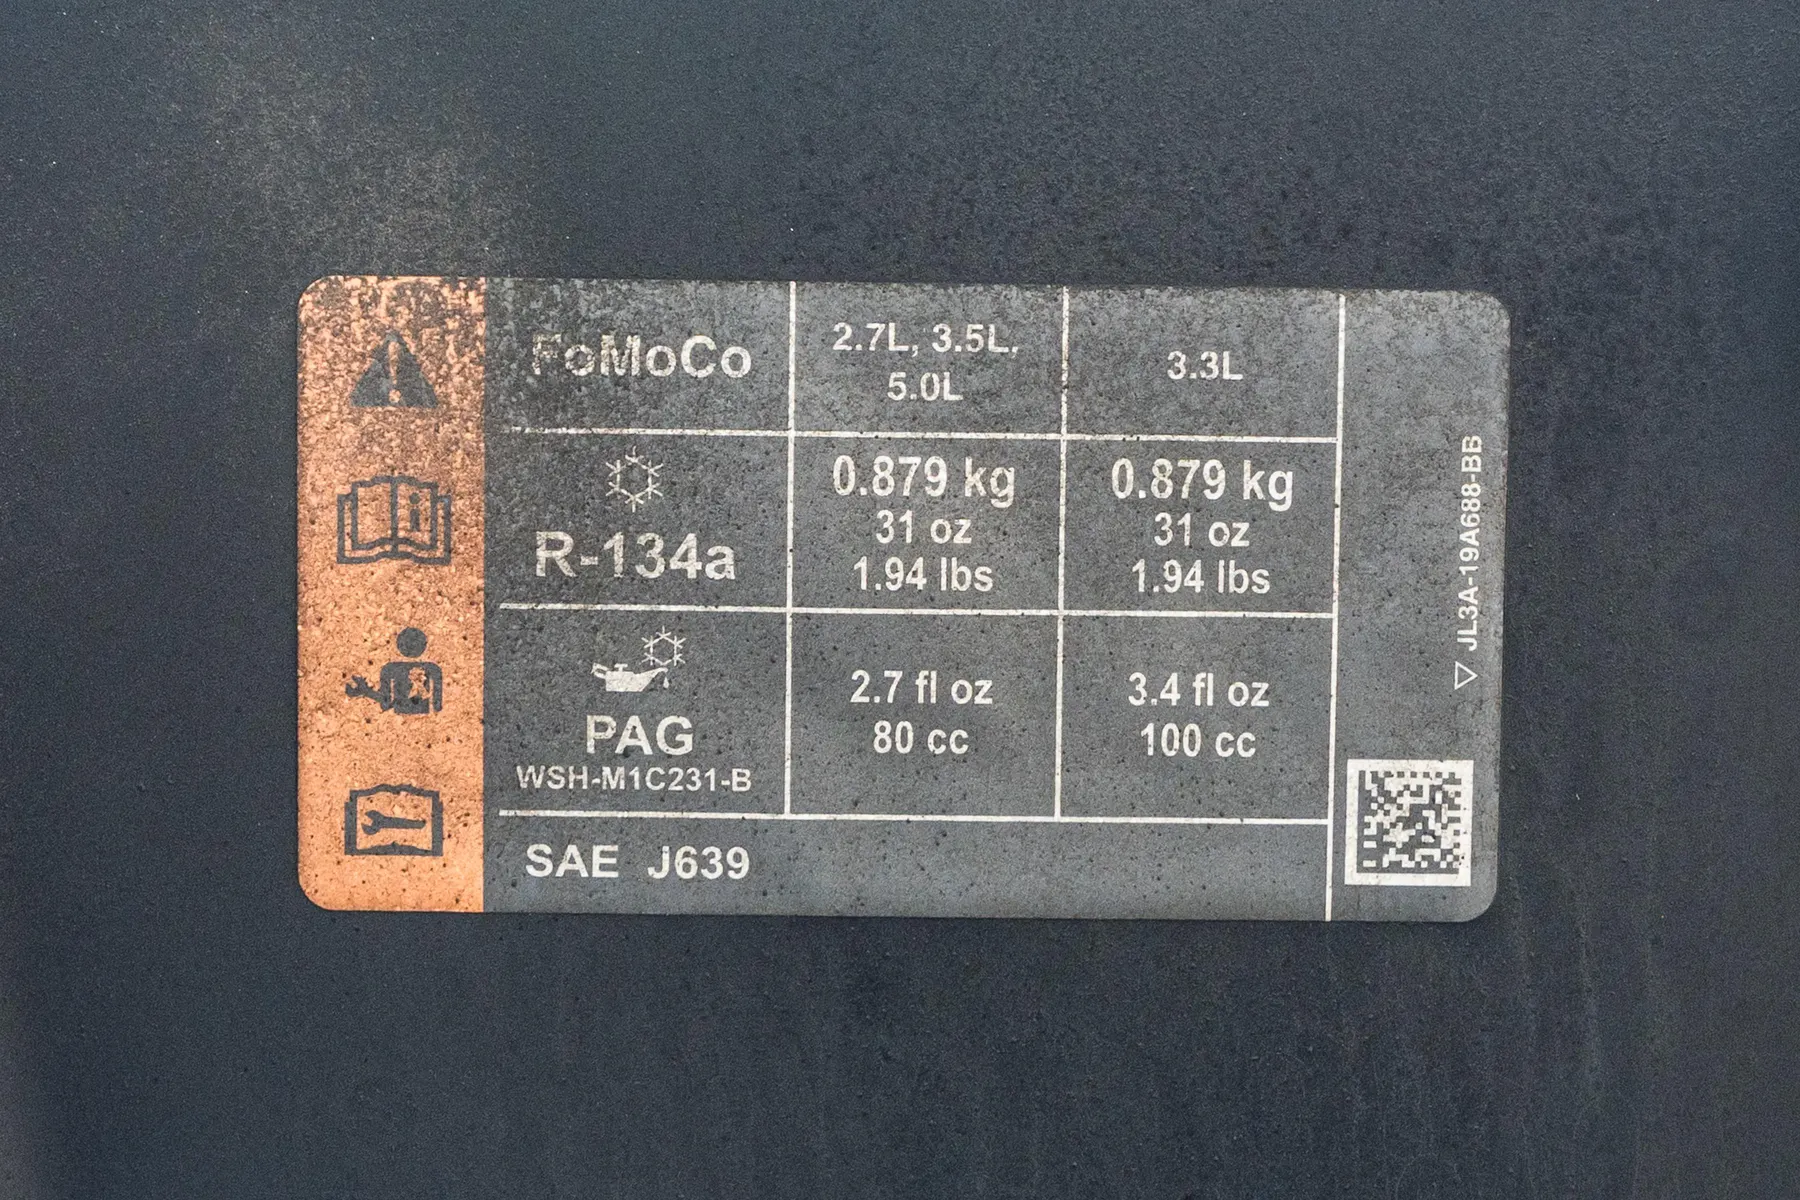 FoMoCo
2.7L, 3.5L,
5.0L
3.3L
R-134a
0.879 kg
31 oz
1.94 lbs
0.879 kg
31 oz
1.94 lbs
PAG
WSH-M1C231-B
2.7 fl oz
80 cc
3.4 fl oz
100 cc
SAE J639
JL3A-19A688-BB